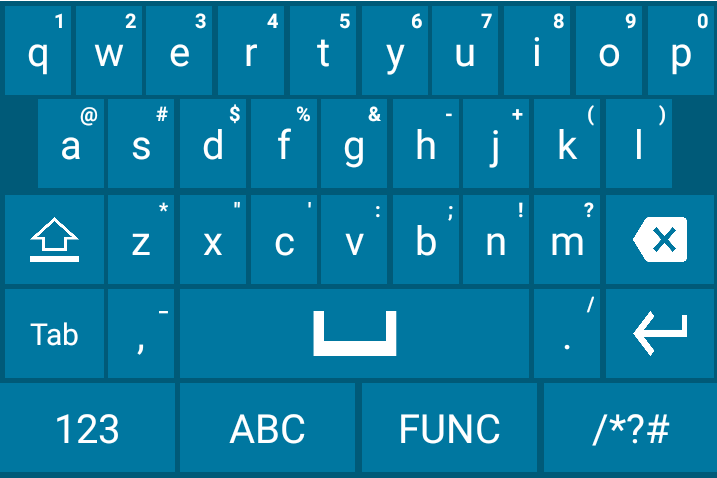 1 2 3 4 5 6 7 8 9 0
q w e r t y u i o p
@ # $ % & - + ( )
a s d f g h j k l
* " ' : ; ! ?
z x c v b n m
_ /
Tab , .
123 ABC FUNC /*?#